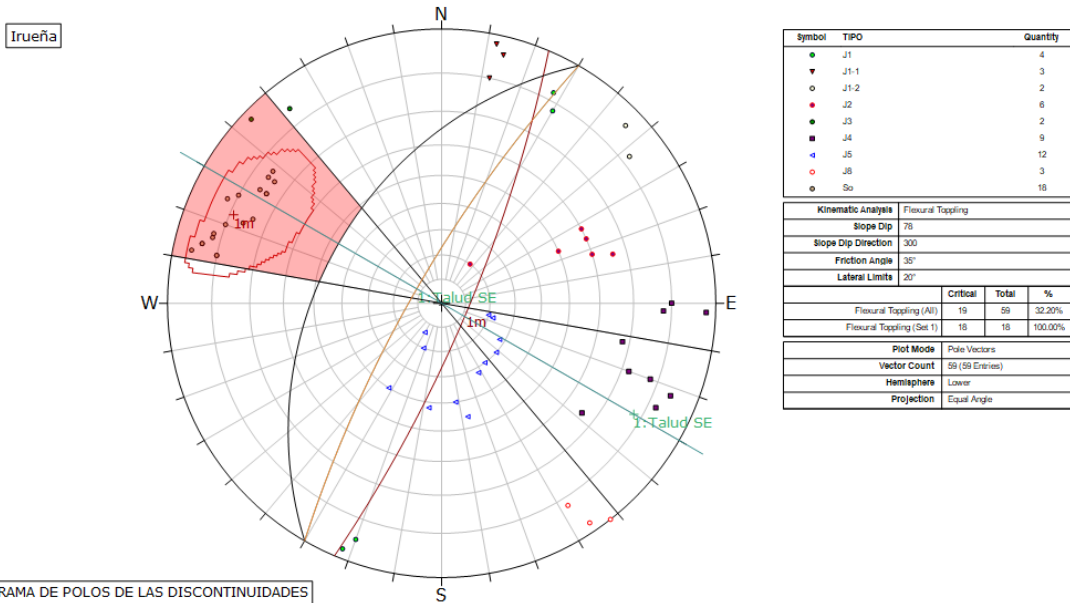 Irueña
N
W
E
S
1m
1:Talud SE
1m
1:Talud SE
RAMA DE POLOS DE LAS DISCONTINUIDADES
Symbol TIPO Quantity
J1 4
J1-1 3
J1-2 2
J2 6
J3 2
J4 9
J5 12
J8 3
So 18
Kinematic Analysis Flexural Toppling
Slope Dip 78
Slope Dip Direction 300
Friction Angle 35°
Lateral Limits 20°
Critical Total %
Flexural Toppling (All) 19 59 32.20%
Flexural Toppling (Set 1) 18 18 100.00%
Plot Mode Pole Vectors
Vector Count 59 (59 Entries)
Hemisphere Lower
Projection Equal Angle